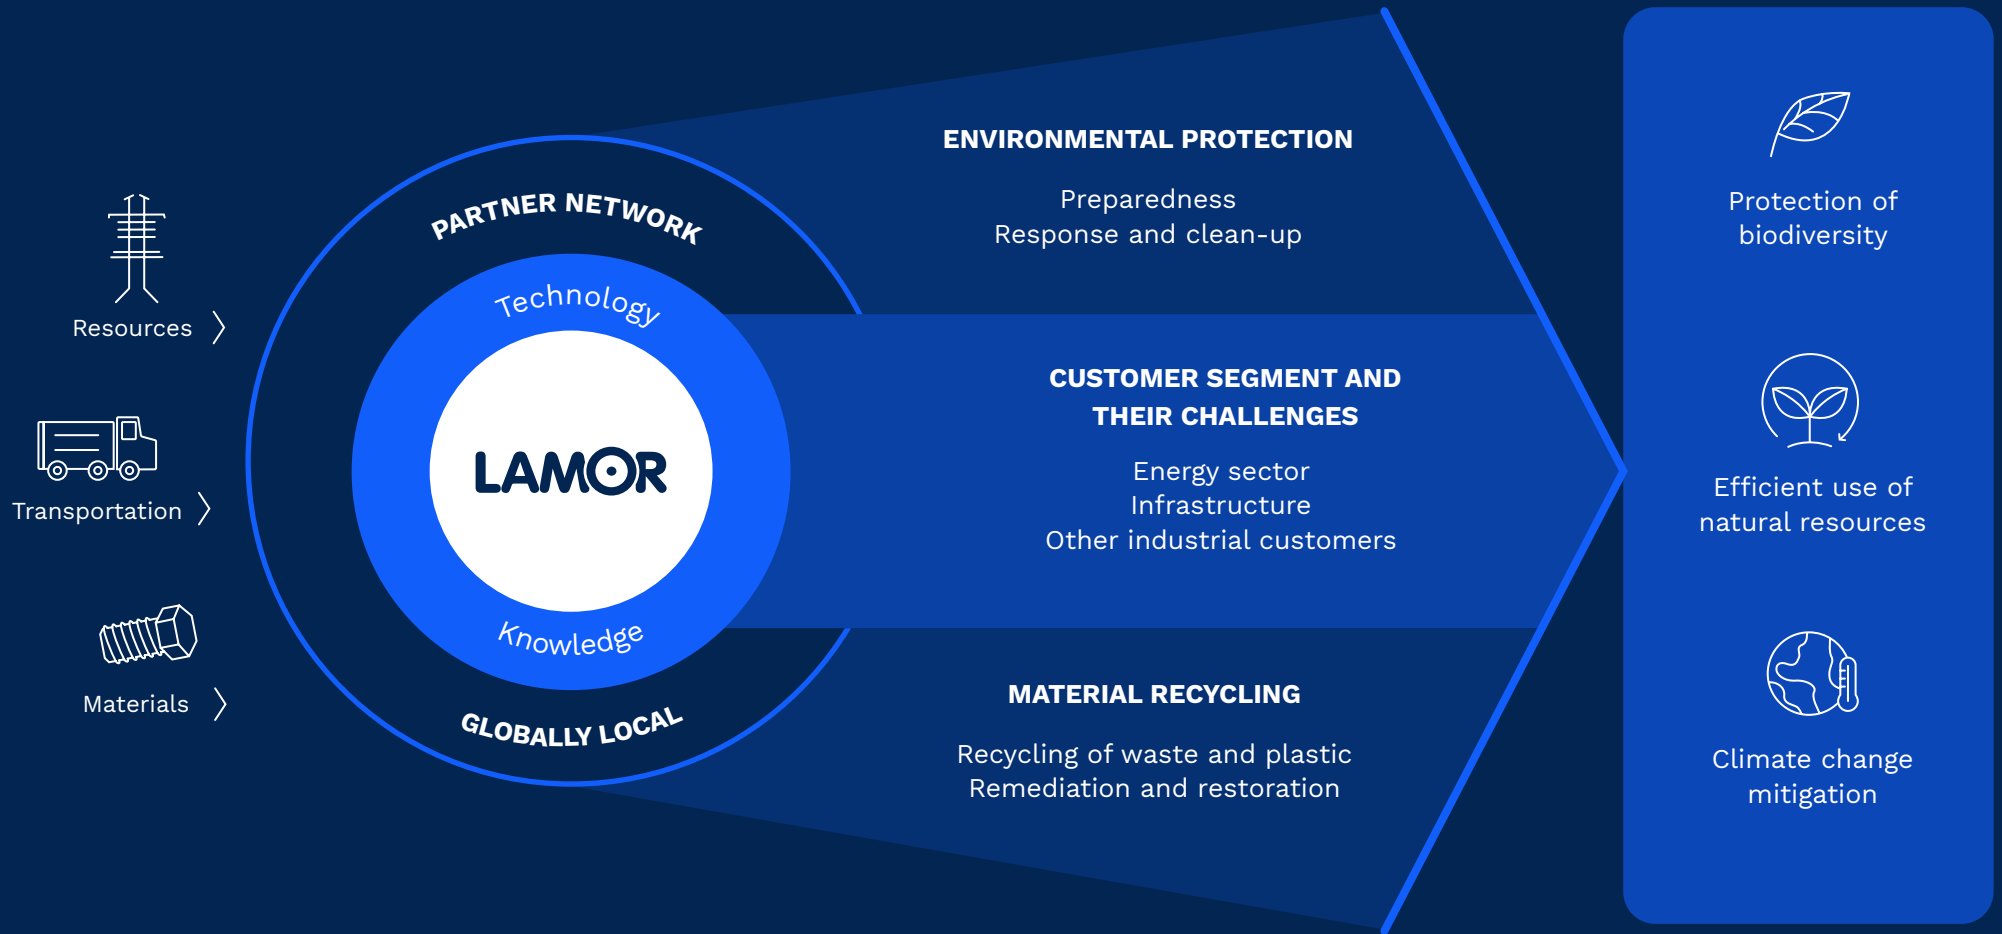 Resources
Transportation
Materials
PARTNER NETWORK
Technology
LAMOR
Knowledge
GLOBALLY LOCAL
ENVIRONMENTAL PROTECTION
Preparedness
Response and clean-up
CUSTOMER SEGMENT AND
THEIR CHALLENGES
Energy sector
Infrastructure
Other industrial customers
MATERIAL RECYCLING
Recycling of waste and plastic
Remediation and restoration
Protection of
biodiversity
Efficient use of
natural resources
Climate change
mitigation